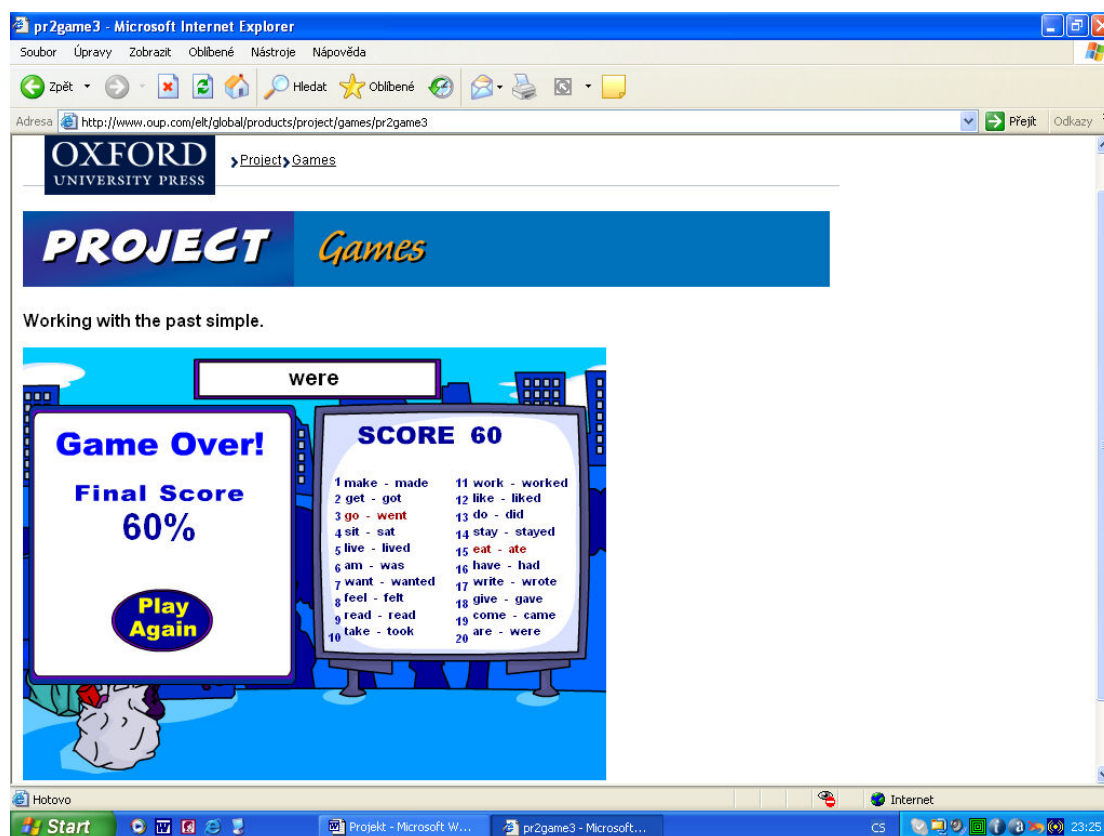 pr2game3 - Microsoft Internet Explorer
Soubor Úpravy Zobrazit Oblíbené Nástroje Nápověda
Zpět Hledat Oblíbené
Adresa http://www.oup.com/elt/global/products/project/games/pr2game3 Přejít Odkazy
OXFORD
UNIVERSITY PRESS
Project Games
PROJECT Games
Working with the past simple.
were
Game Over!
Final Score
60%
Play
Again
SCORE 60
1 make - made
2 get - got
3 go - went
4 sit - sat
5 live - lived
6 am - was
7 want - wanted
8 feel - felt
9 read - read
10 take - took
11 work - worked
12 like - liked
13 do - did
14 stay - stayed
15 eat - ate
16 have - had
17 write - wrote
18 give - gave
19 come - came
20 are - were
Hotovo Internet
Start Projekt - Microsoft W... pr2game3 - Microsoft... CS 23:25